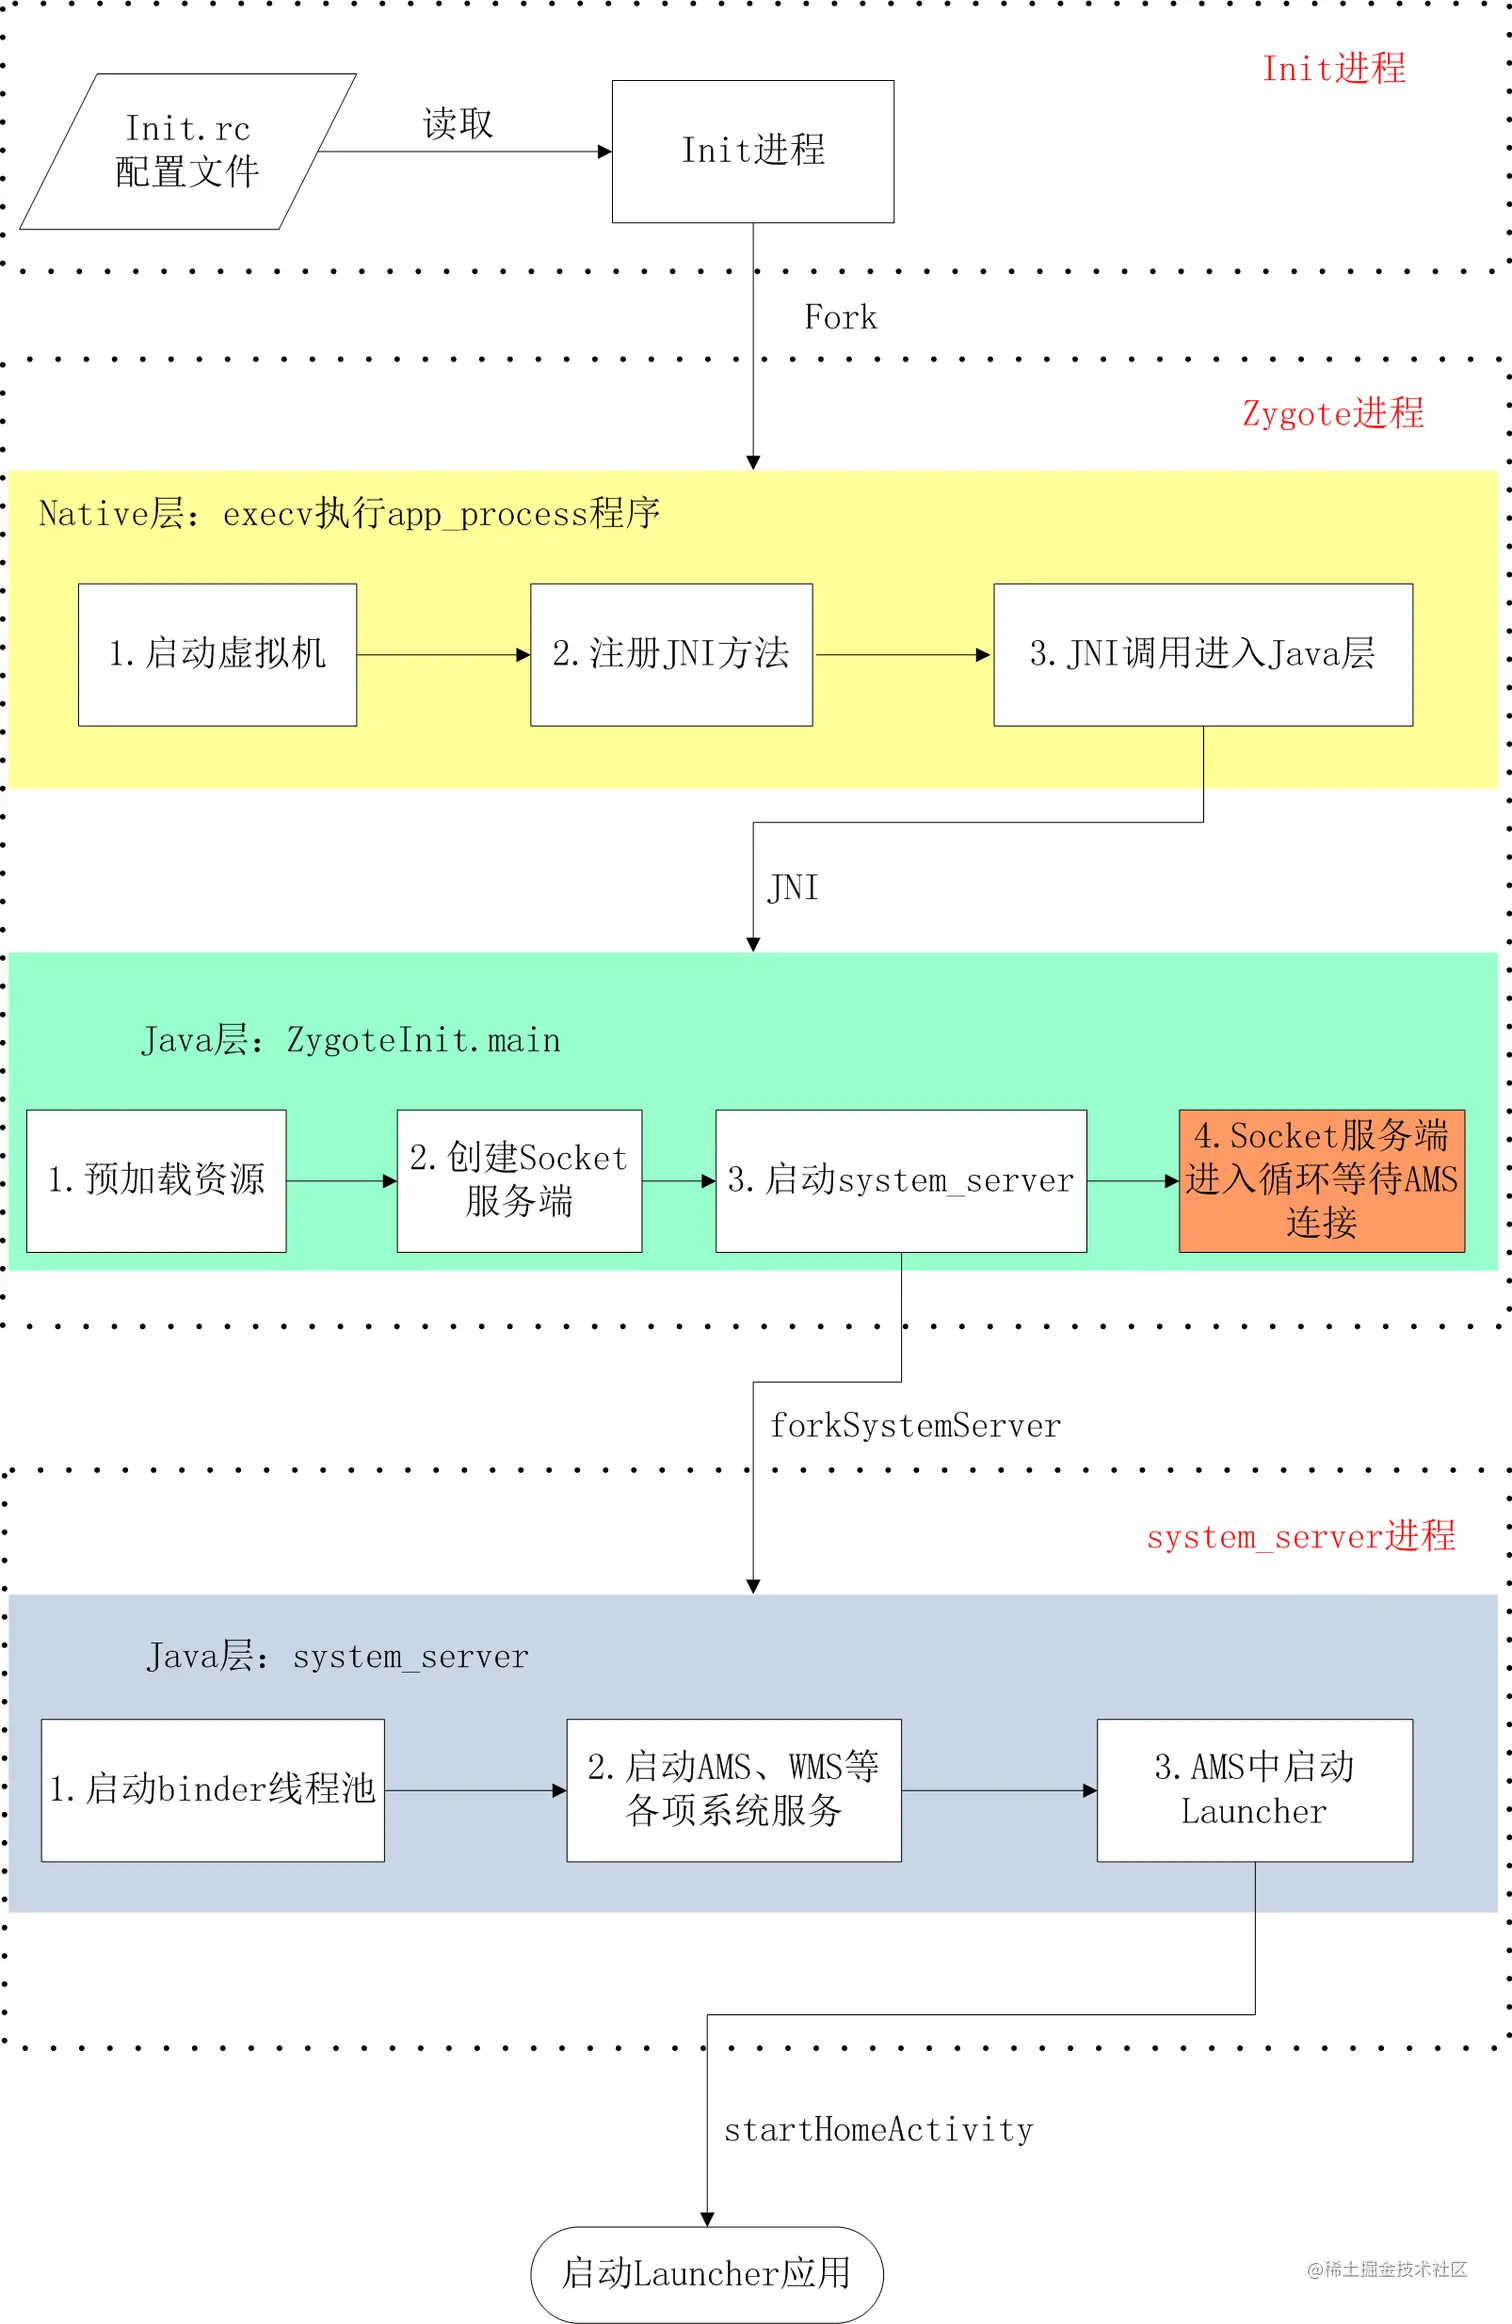 Init进程
Init.rc
配置文件
读取
Init进程
Fork
Zygote进程
Native层：execv执行app_process程序
1.启动虚拟机
2.注册JNI方法
3.JNI调用进入Java层
JNI
Java层：ZygoteInit.main
1.预加载资源
2.创建Socket
服务端
3.启动system_server
4.Socket服务端
进入循环等待AMS
连接
forkSystemServer
system_server进程
Java层：system_server
1.启动binder线程池
2.启动AMS、WMS等
各项系统服务
3.AMS中启动
Launcher
startHomeActivity
启动Launcher应用
@稀土掘金技术社区